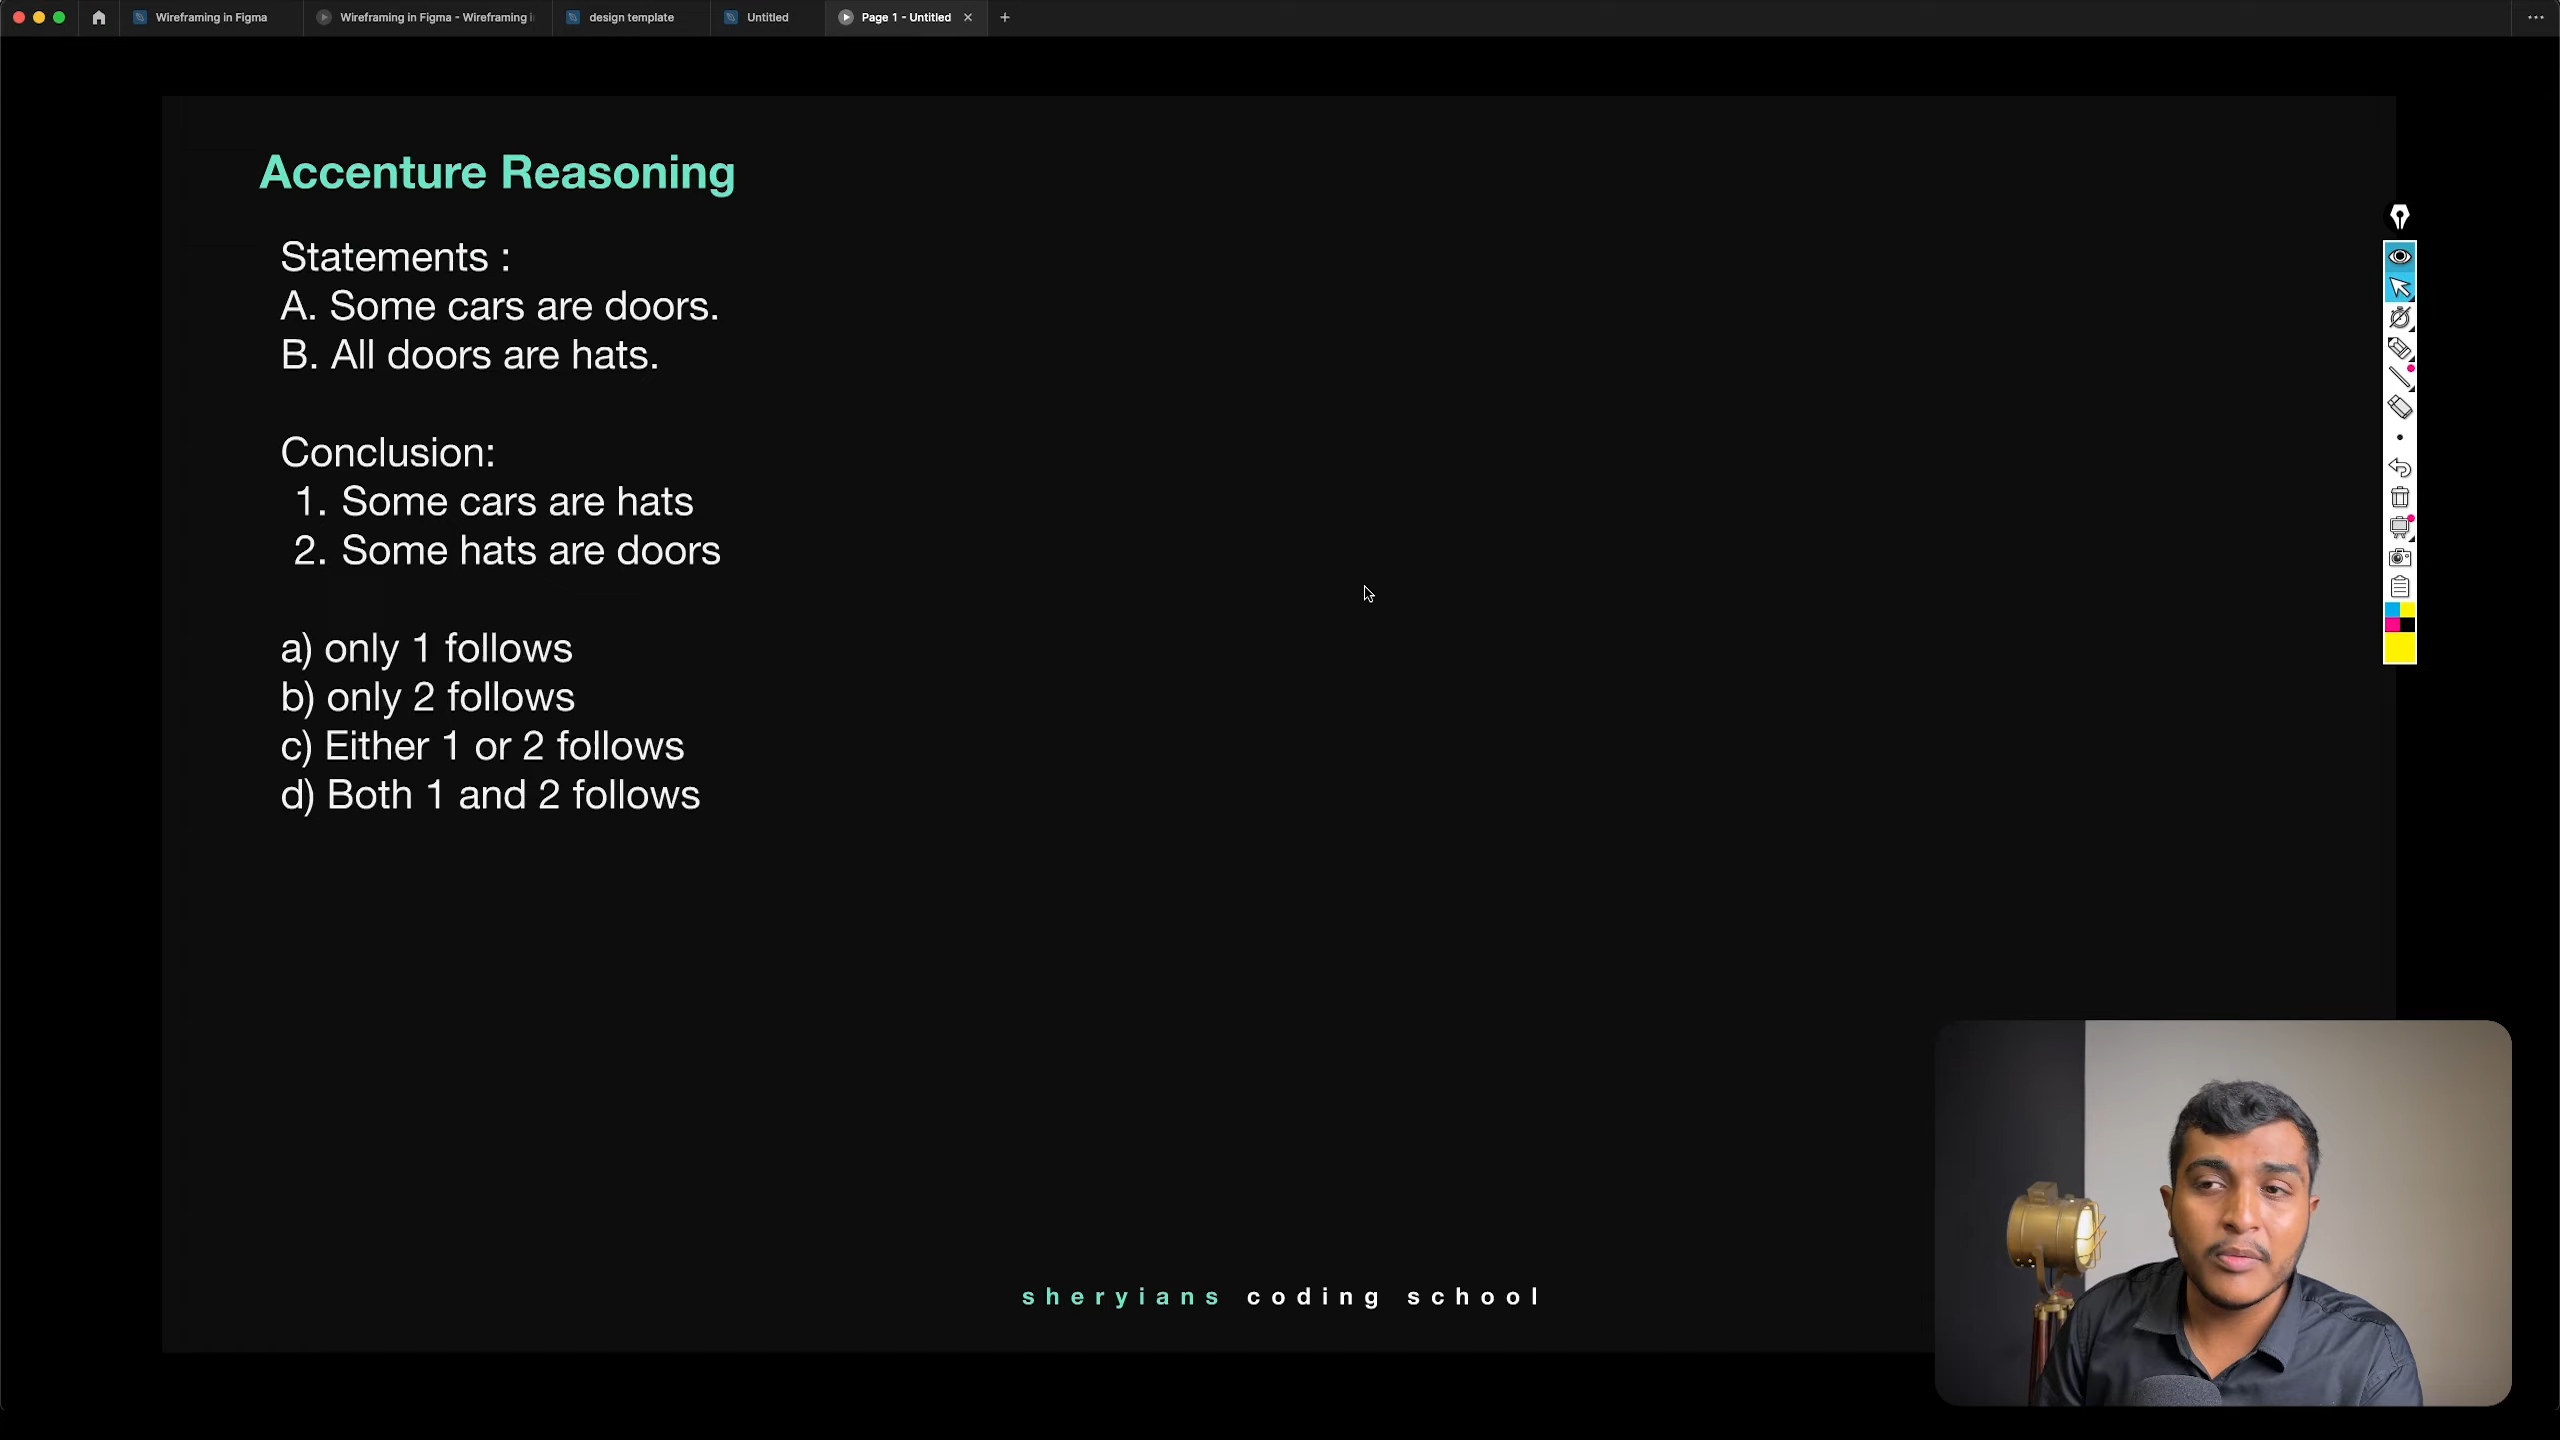 Wireframing in Figma
Wireframing in Figma - Wireframing i
design template
Untitled
Page 1 - Untitled
Accenture Reasoning
Statements :
A. Some cars are doors.
B. All doors are hats.
Conclusion:
1. Some cars are hats
2. Some hats are doors
a) only 1 follows
b) only 2 follows
c) Either 1 or 2 follows
d) Both 1 and 2 follows
sheryians coding school